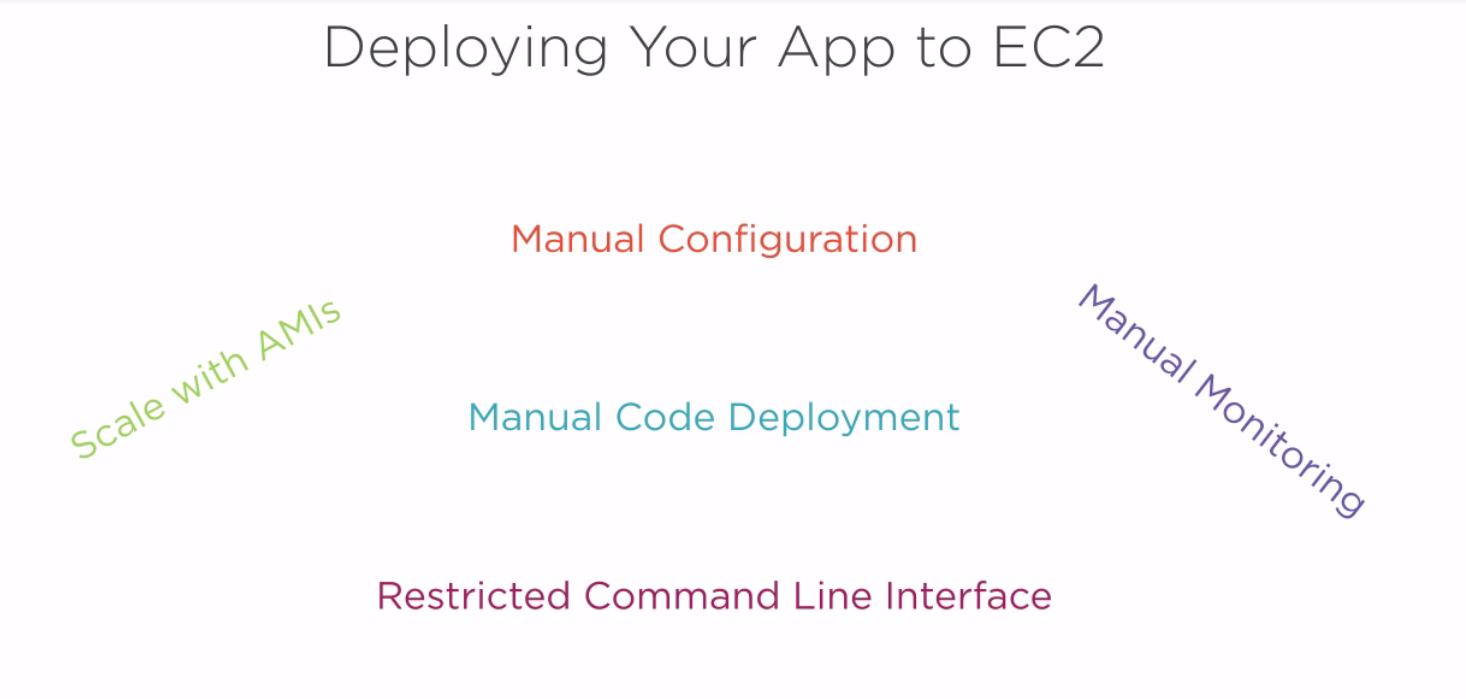 Deploying Your App to EC2
Manual Configuration
Scale with AMIs
Manual Monitoring
Manual Code Deployment
Restricted Command Line Interface